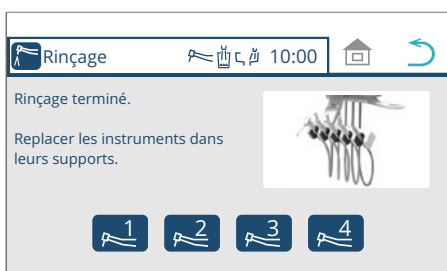 Rinçage 10:00
Rinçage terminé.
Replacer les instruments dans
leurs supports.
1 2 3 4